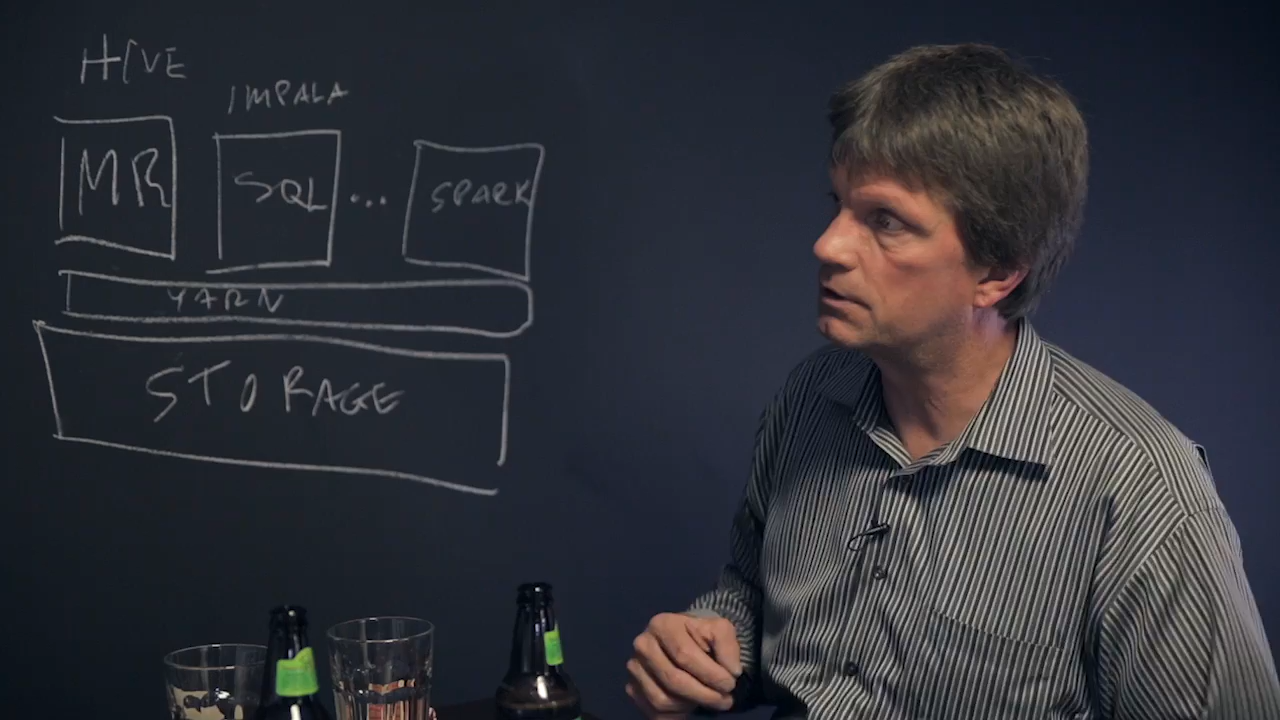 HIVE
IMPALA
MR
SQL
...
SPARK
YARN
STORAGE